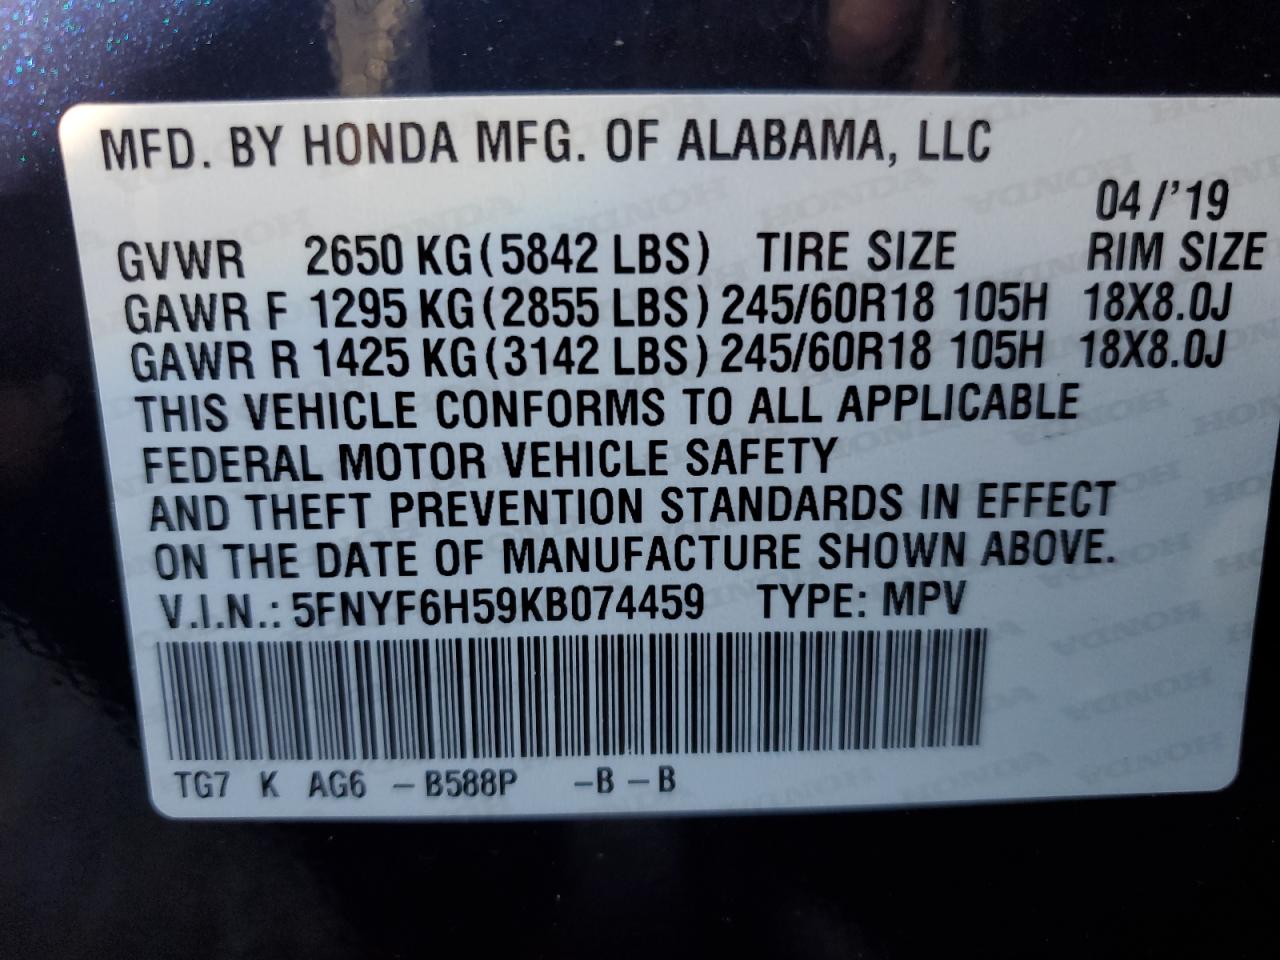 MFD. BY HONDA MFG. OF ALABAMA, LLC
04/'19
GVWR 2650 KG(5842 LBS) TIRE SIZE RIM SIZE
GAWR F 1295 KG(2855 LBS) 245/60R18 105H 18X8.0J
GAWR R 1425 KG(3142 LBS) 245/60R18 105H 18X8.0J
THIS VEHICLE CONFORMS TO ALL APPLICABLE
FEDERAL MOTOR VEHICLE SAFETY
AND THEFT PREVENTION STANDARDS IN EFFECT
ON THE DATE OF MANUFACTURE SHOWN ABOVE.
V.I.N.: 5FNYF6H59KB074459 TYPE: MPV
TG7 K AG6 -B588P -B-B